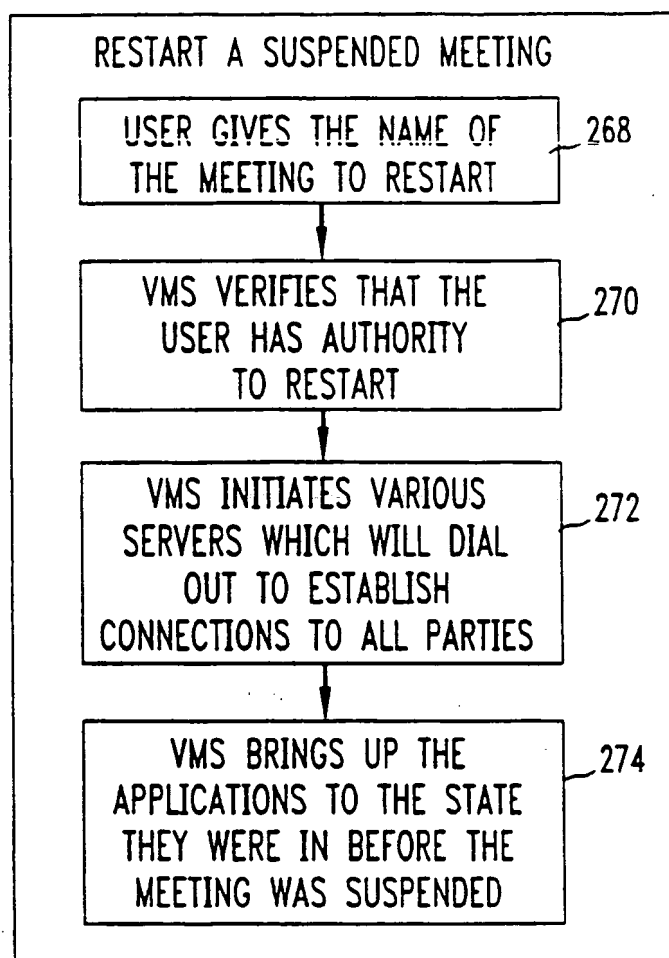 RESTART A SUSPENDED MEETING
USER GIVES THE NAME OF
THE MEETING TO RESTART
268
VMS VERIFIES THAT THE
USER HAS AUTHORITY
TO RESTART
270
VMS INITIATES VARIOUS
SERVERS WHICH WILL DIAL
OUT TO ESTABLISH
CONNECTIONS TO ALL PARTIES
272
VMS BRINGS UP THE
APPLICATIONS TO THE STATE
THEY WERE IN BEFORE THE
MEETING WAS SUSPENDED
274